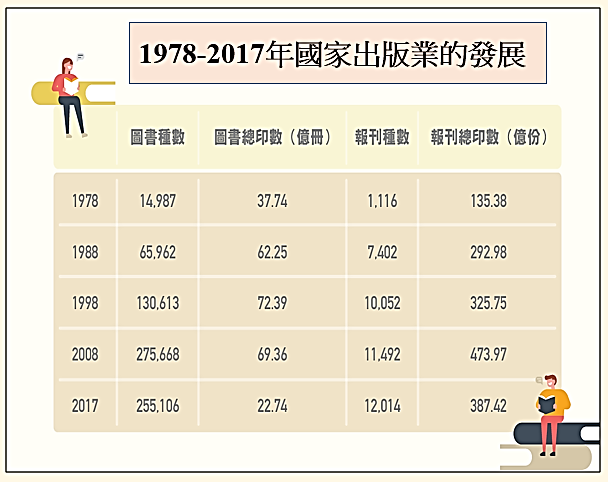 1978-2017年國家出版業的發展
圖書種數 圖書總印數（億冊） 報刊種數 報刊總印數（億份）
1978 14,987 37.74 1,116 135.38
1988 65,962 62.25 7,402 292.98
1998 130,613 72.39 10,052 325.75
2008 275,668 69.36 11,492 473.97
2017 255,106 22.74 12,014 387.42